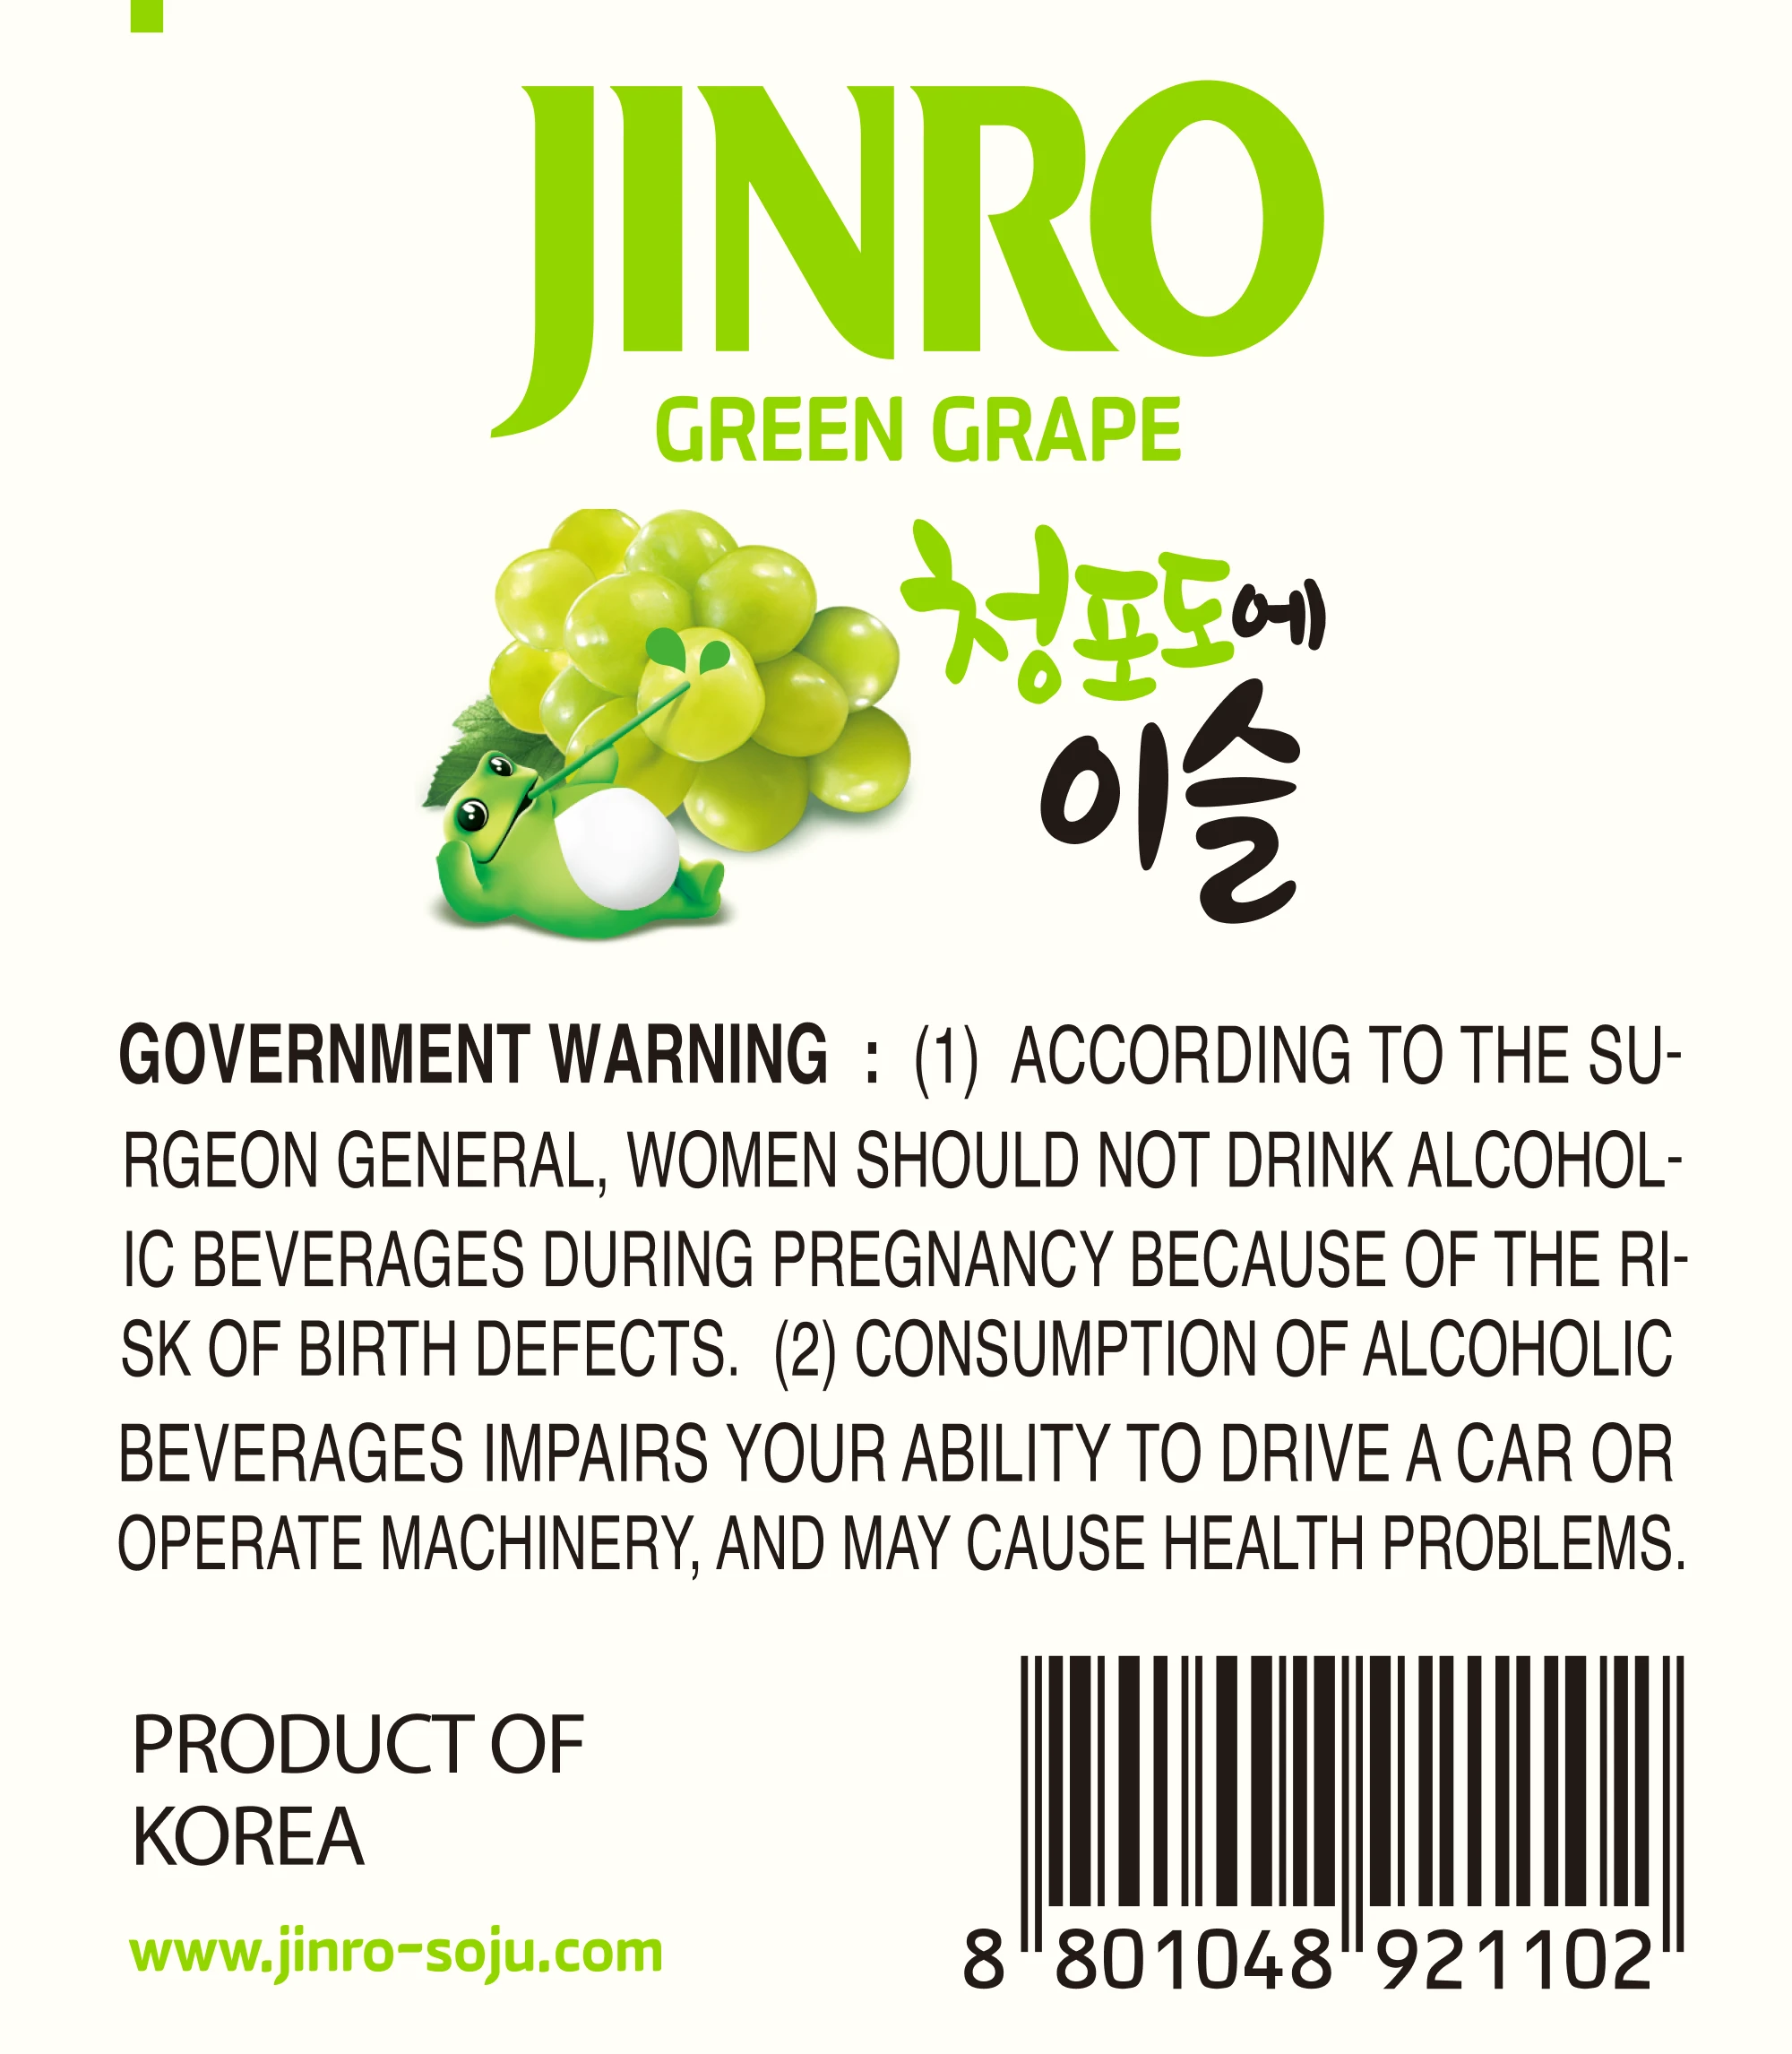 JINRO
GREEN GRAPE
청포도에
이슬
GOVERNMENT WARNING : (1) ACCORDING TO THE SU-
RGEON GENERAL, WOMEN SHOULD NOT DRINK ALCOHOL-
IC BEVERAGES DURING PREGNANCY BECAUSE OF THE RI-
SK OF BIRTH DEFECTS. (2) CONSUMPTION OF ALCOHOLIC
BEVERAGES IMPAIRS YOUR ABILITY TO DRIVE A CAR OR
OPERATE MACHINERY, AND MAY CAUSE HEALTH PROBLEMS.
PRODUCT OF
KOREA
www.jinro-soju.com
8 801048 921102